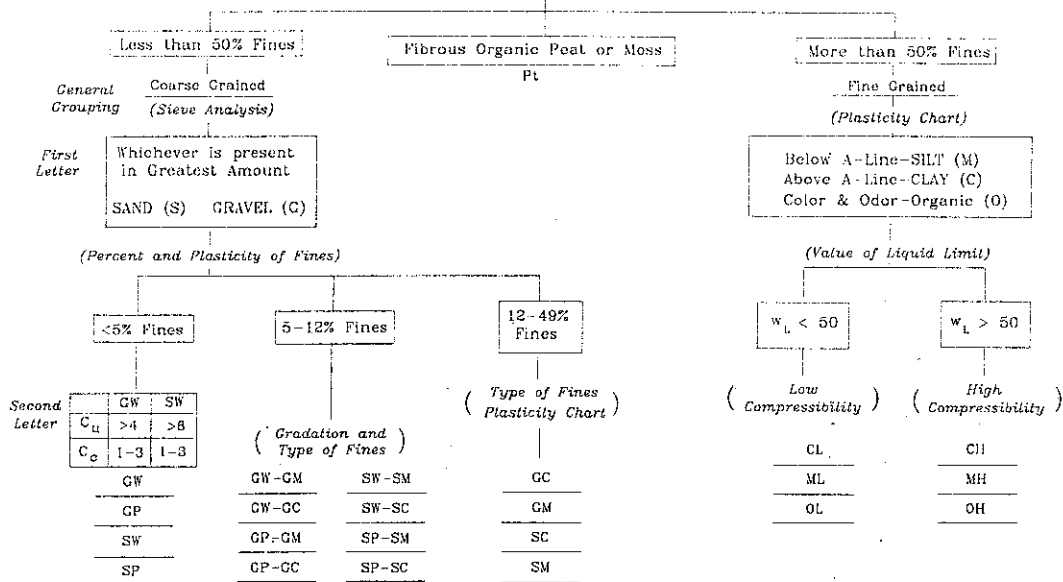 Less than 50% Fines
Fibrous Organic Peat or Moss
More than 50% Fines
Pt
General Grouping
Coarse Grained
(Sieve Analysis)
Fine Grained
(Plasticity Chart)
First Letter
Whichever is present
in Greatest Amount
SAND (S) GRAVEL (G)
Below A-Line-SILT (M)
Above A-Line-CLAY (C)
Color & Odor-Organic (O)
(Percent and Plasticity of Fines)
(Value of Liquid Limit)
<5% Fines
5-12% Fines
12-49%
Fines
w_L < 50
w_L > 50
Second Letter
GW SW
C_u >4 >6
C_c 1-3 1-3
(Gradation and
Type of Fines)
(Type of Fines
Plasticity Chart)
(Low
Compressibility)
(High
Compressibility)
GW
GP
SW
SP
GW-GM SW-SM
GW-GC SW-SC
GP-GM SP-SM
GP-GC SP-SC
GC
GM
SC
SM
CL
ML
OL
CH
MH
OH